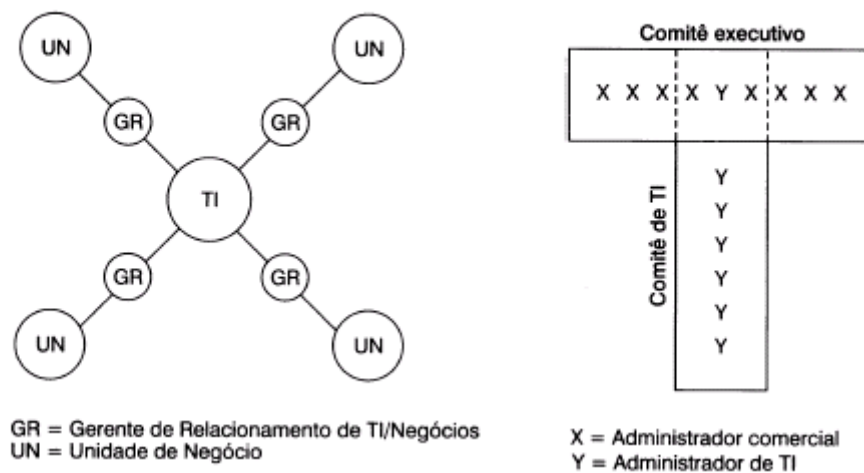 UN UN
GR GR
TI
GR GR
UN UN
GR = Gerente de Relacionamento de TI/Negócios
UN = Unidade de Negócio
Comitê executivo
X X X X Y X X X X
Comitê de TI
Y
Y
Y
Y
Y
Y
X = Administrador comercial
Y = Administrador de TI